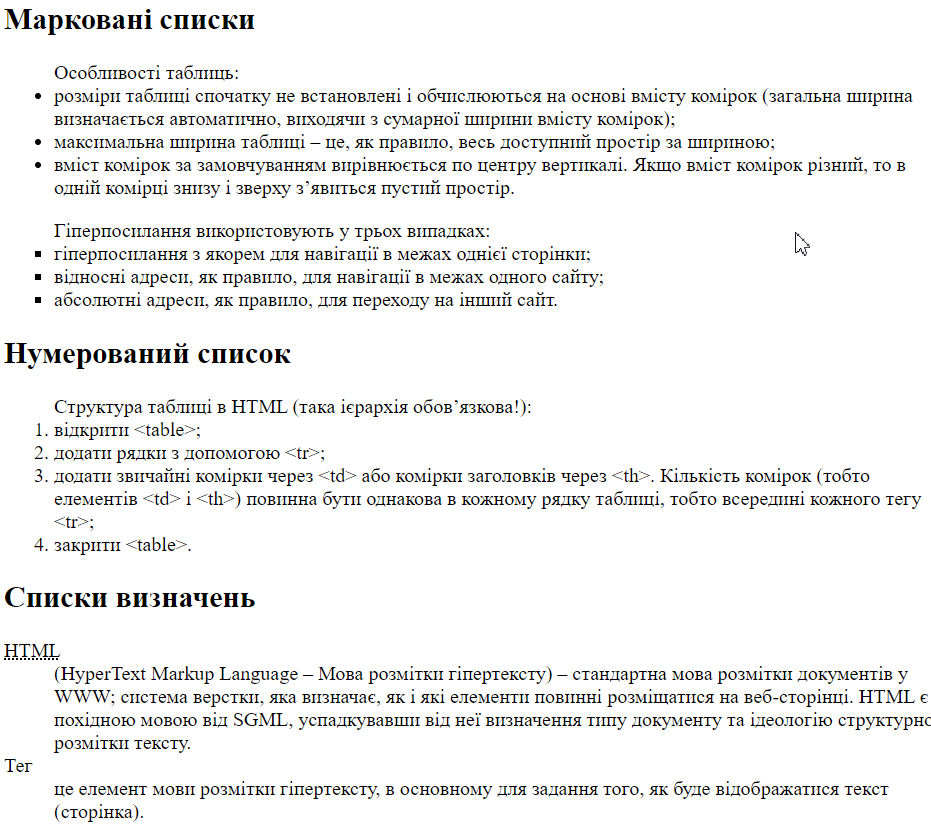 Марковані списки
Особливості таблиць:
розміри таблиці спочатку не встановлені і обчислюються на основі вмісту комірок (загальна ширина
визначається автоматично, виходячи з сумарної ширини вмісту комірок);
максимальна ширина таблиці – це, як правило, весь доступний простір за шириною;
вміст комірок за замовчуванням вирівнюється по центру вертикалі. Якщо вміст комірок різний, то в
одній комірці знизу і зверху з’явиться пустий простір.
Гіперпосилання використовують у трьох випадках:
гіперпосилання з якорем для навігації в межах однієї сторінки;
відносні адреси, як правило, для навігації в межах одного сайту;
абсолютні адреси, як правило, для переходу на інший сайт.
Нумерований список
Структура таблиці в HTML (така ієрархія обов’язкова!):
1. відкрити <table>;
2. додати рядки з допомогою <tr>;
3. додати звичайні комірки через <td> або комірки заголовків через <th>. Кількість комірок (тобто
елементів <td> і <th>) повинна бути однакова в кожному рядку таблиці, тобто всередині кожного тегу
<tr>;
4. закрити <table>.
Списки визначень
HTML
(HyperText Markup Language – Мова розмітки гіпертексту) – стандартна мова розмітки документів у
WWW; система верстки, яка визначає, як і які елементи повинні розміщатися на веб-сторінці. HTML є
похідною мовою від SGML, успадкувавши від неї визначення типу документу та ідеологію структурно
розмітки тексту.
Тег
це елемент мови розмітки гіпертексту, в основному для задання того, як буде відображатися текст
(сторінка).